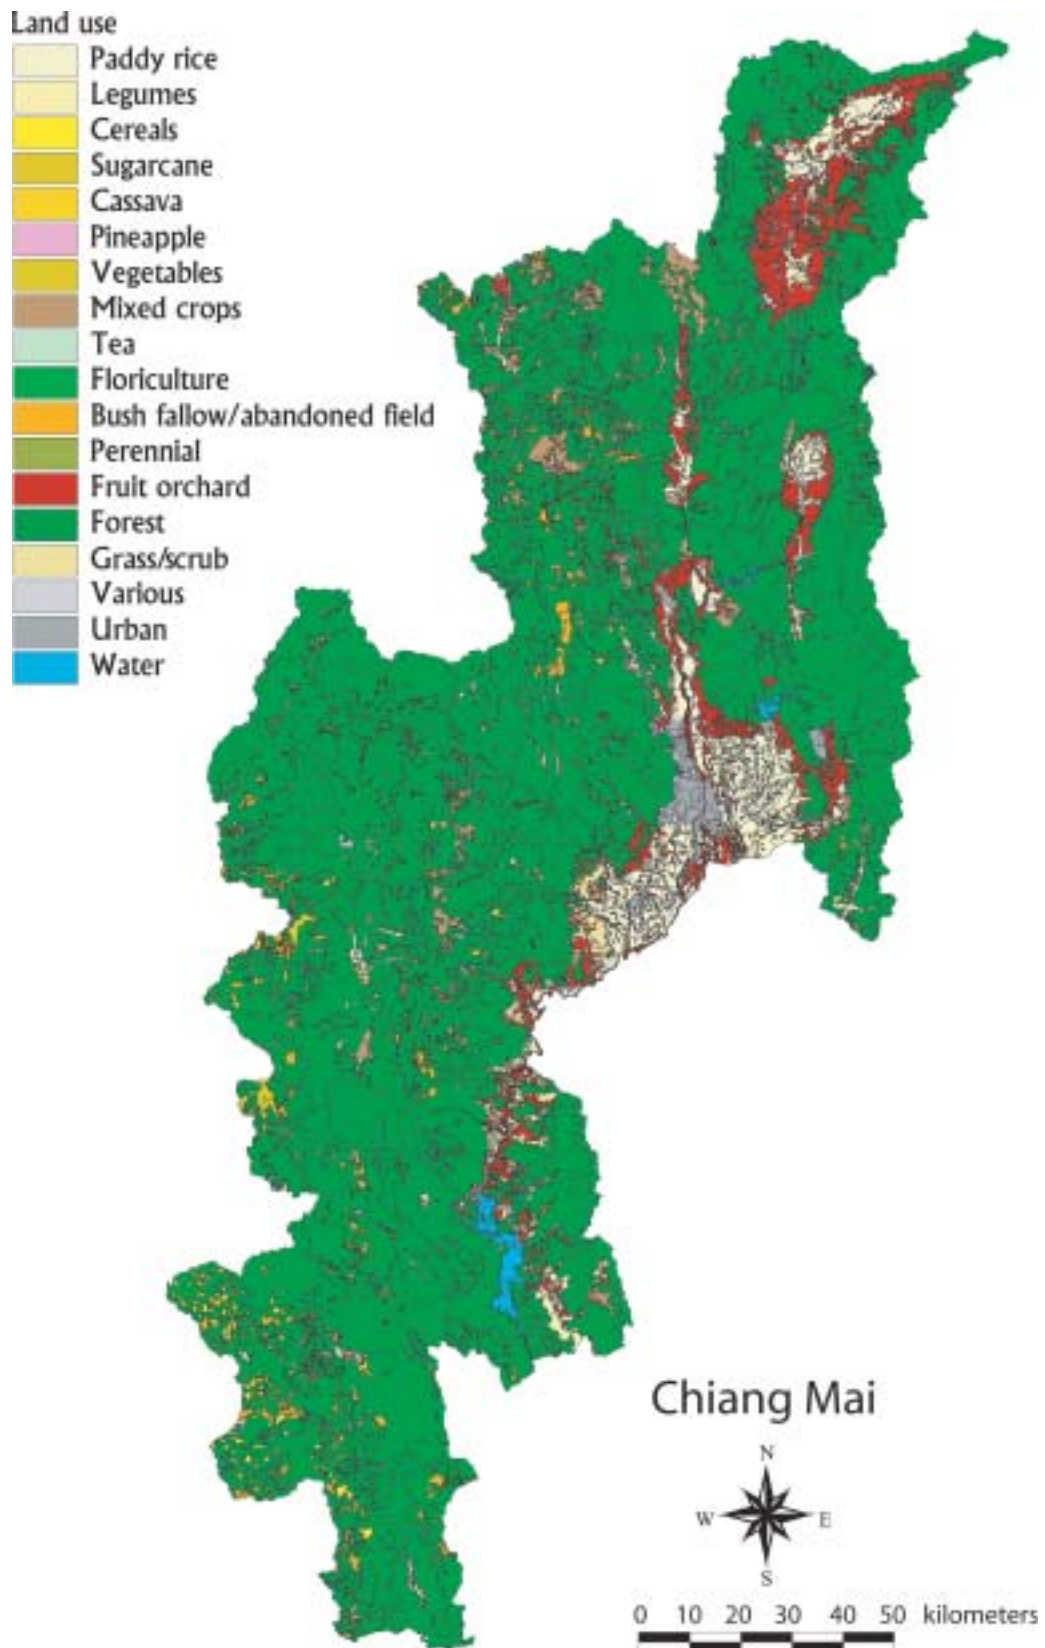 Land use
Paddy rice
Legumes
Cereals
Sugarcane
Cassava
Pineapple
Vegetables
Mixed crops
Tea
Floriculture
Bush fallow/abandoned field
Perennial
Fruit orchard
Forest
Grass/scrub
Various
Urban
Water
Chiang Mai
N
W E
S
0 10 20 30 40 50 kilometers